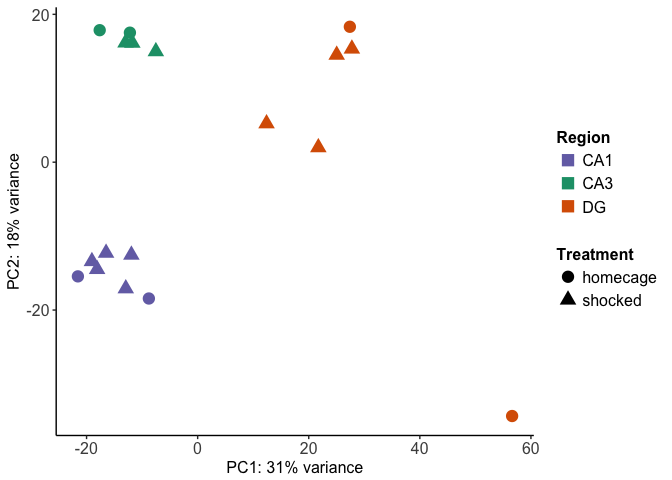 20
0
-20
PC2: 18% variance
-20
0
20
40
60
PC1: 31% variance
Region
CA1
CA3
DG
Treatment
homecage
shocked